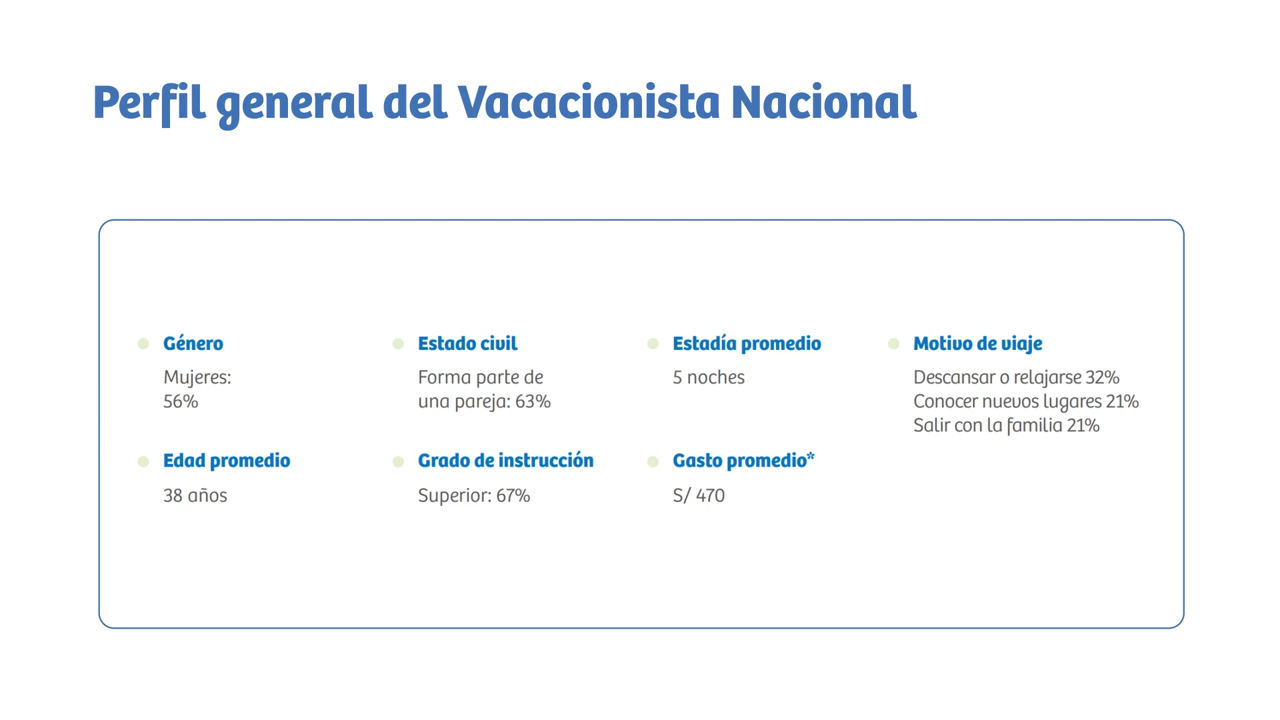 Perfil general del Vacacionista Nacional
Género
Mujeres:
56%
Edad promedio
38 años
Estado civil
Forma parte de
una pareja: 63%
Grado de instrucción
Superior: 67%
Estadía promedio
5 noches
Gasto promedio*
S/ 470
Motivo de viaje
Descansar o relajarse 32%
Conocer nuevos lugares 21%
Salir con la familia 21%